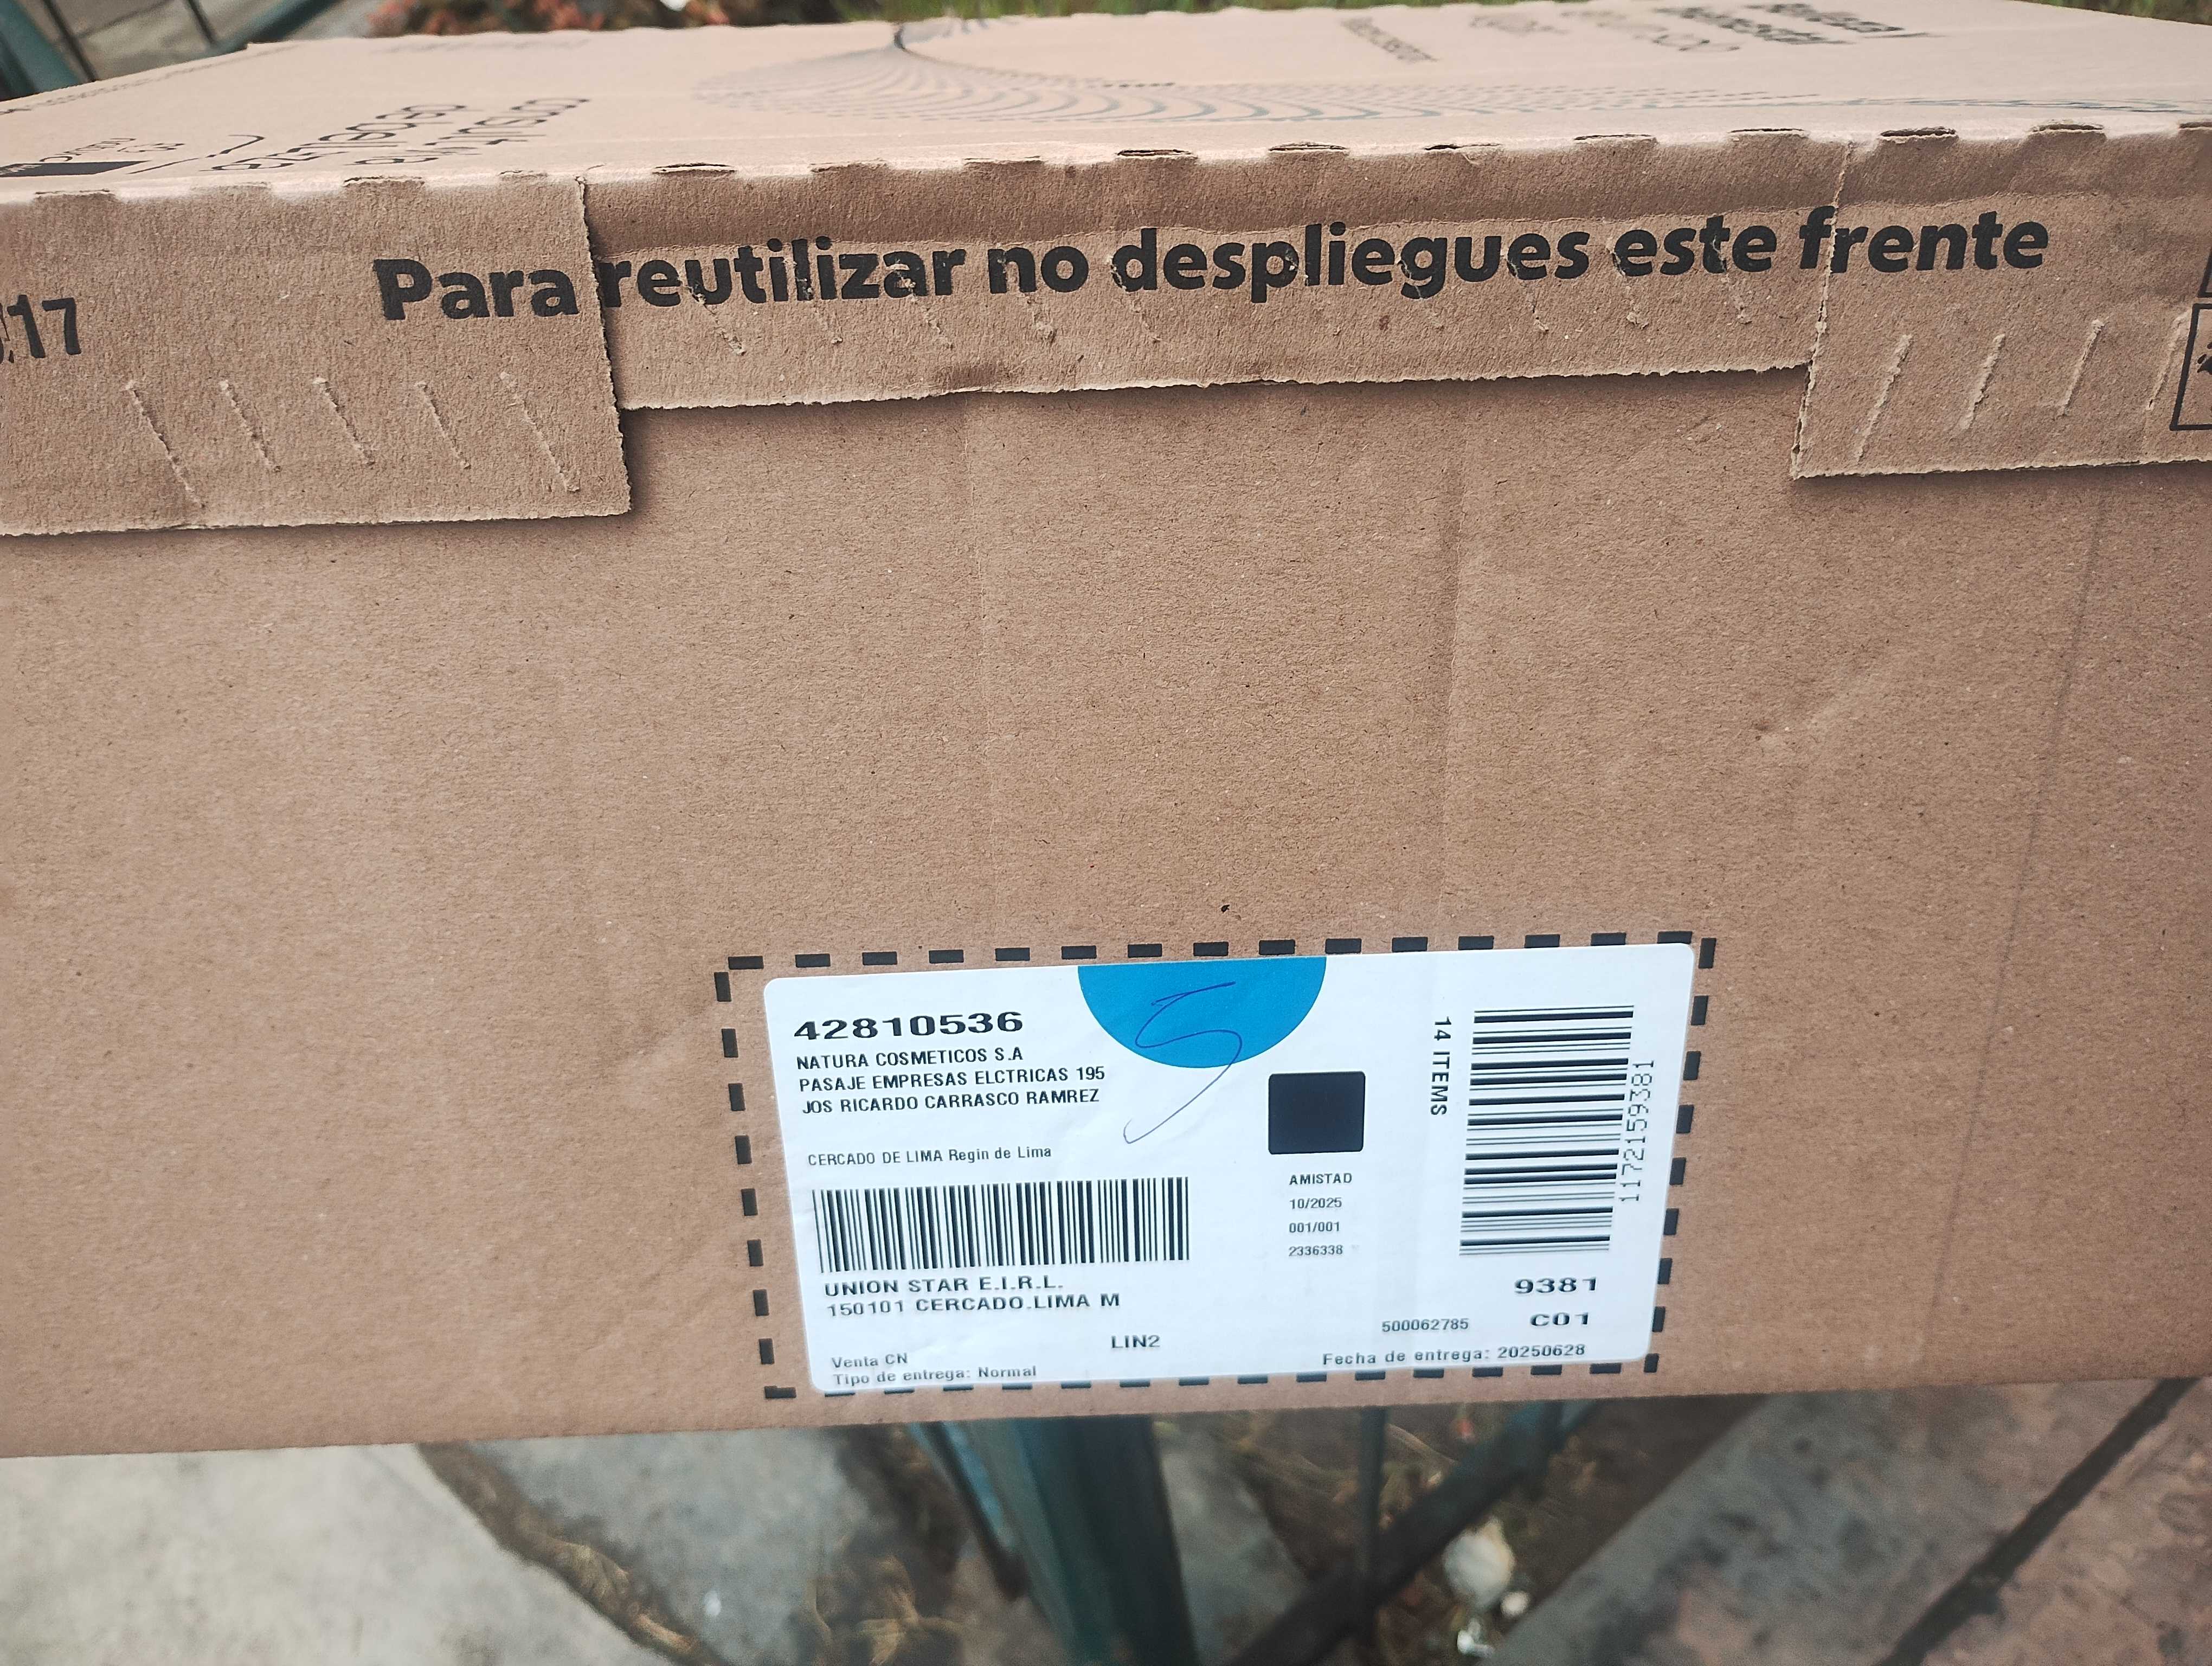 Para reutilizar no despliegues este frente
17
42810536
NATURA COSMETICOS S.A
PASAJE EMPRESAS ELCTRICAS 195
JOS RICARDO CARRASCO RAMREZ
CERCADO DE LIMA Regin de Lima
UNION STAR E.I.R.L.
150101 CERCADO.LIMA M
LIN2
Venta CN
Tipo de entrega: Normal
AMISTAD
10/2025
001/001
2336338
14 ITEMS
1172159381
9381
C01
500062785
Fecha de entrega: 20250628